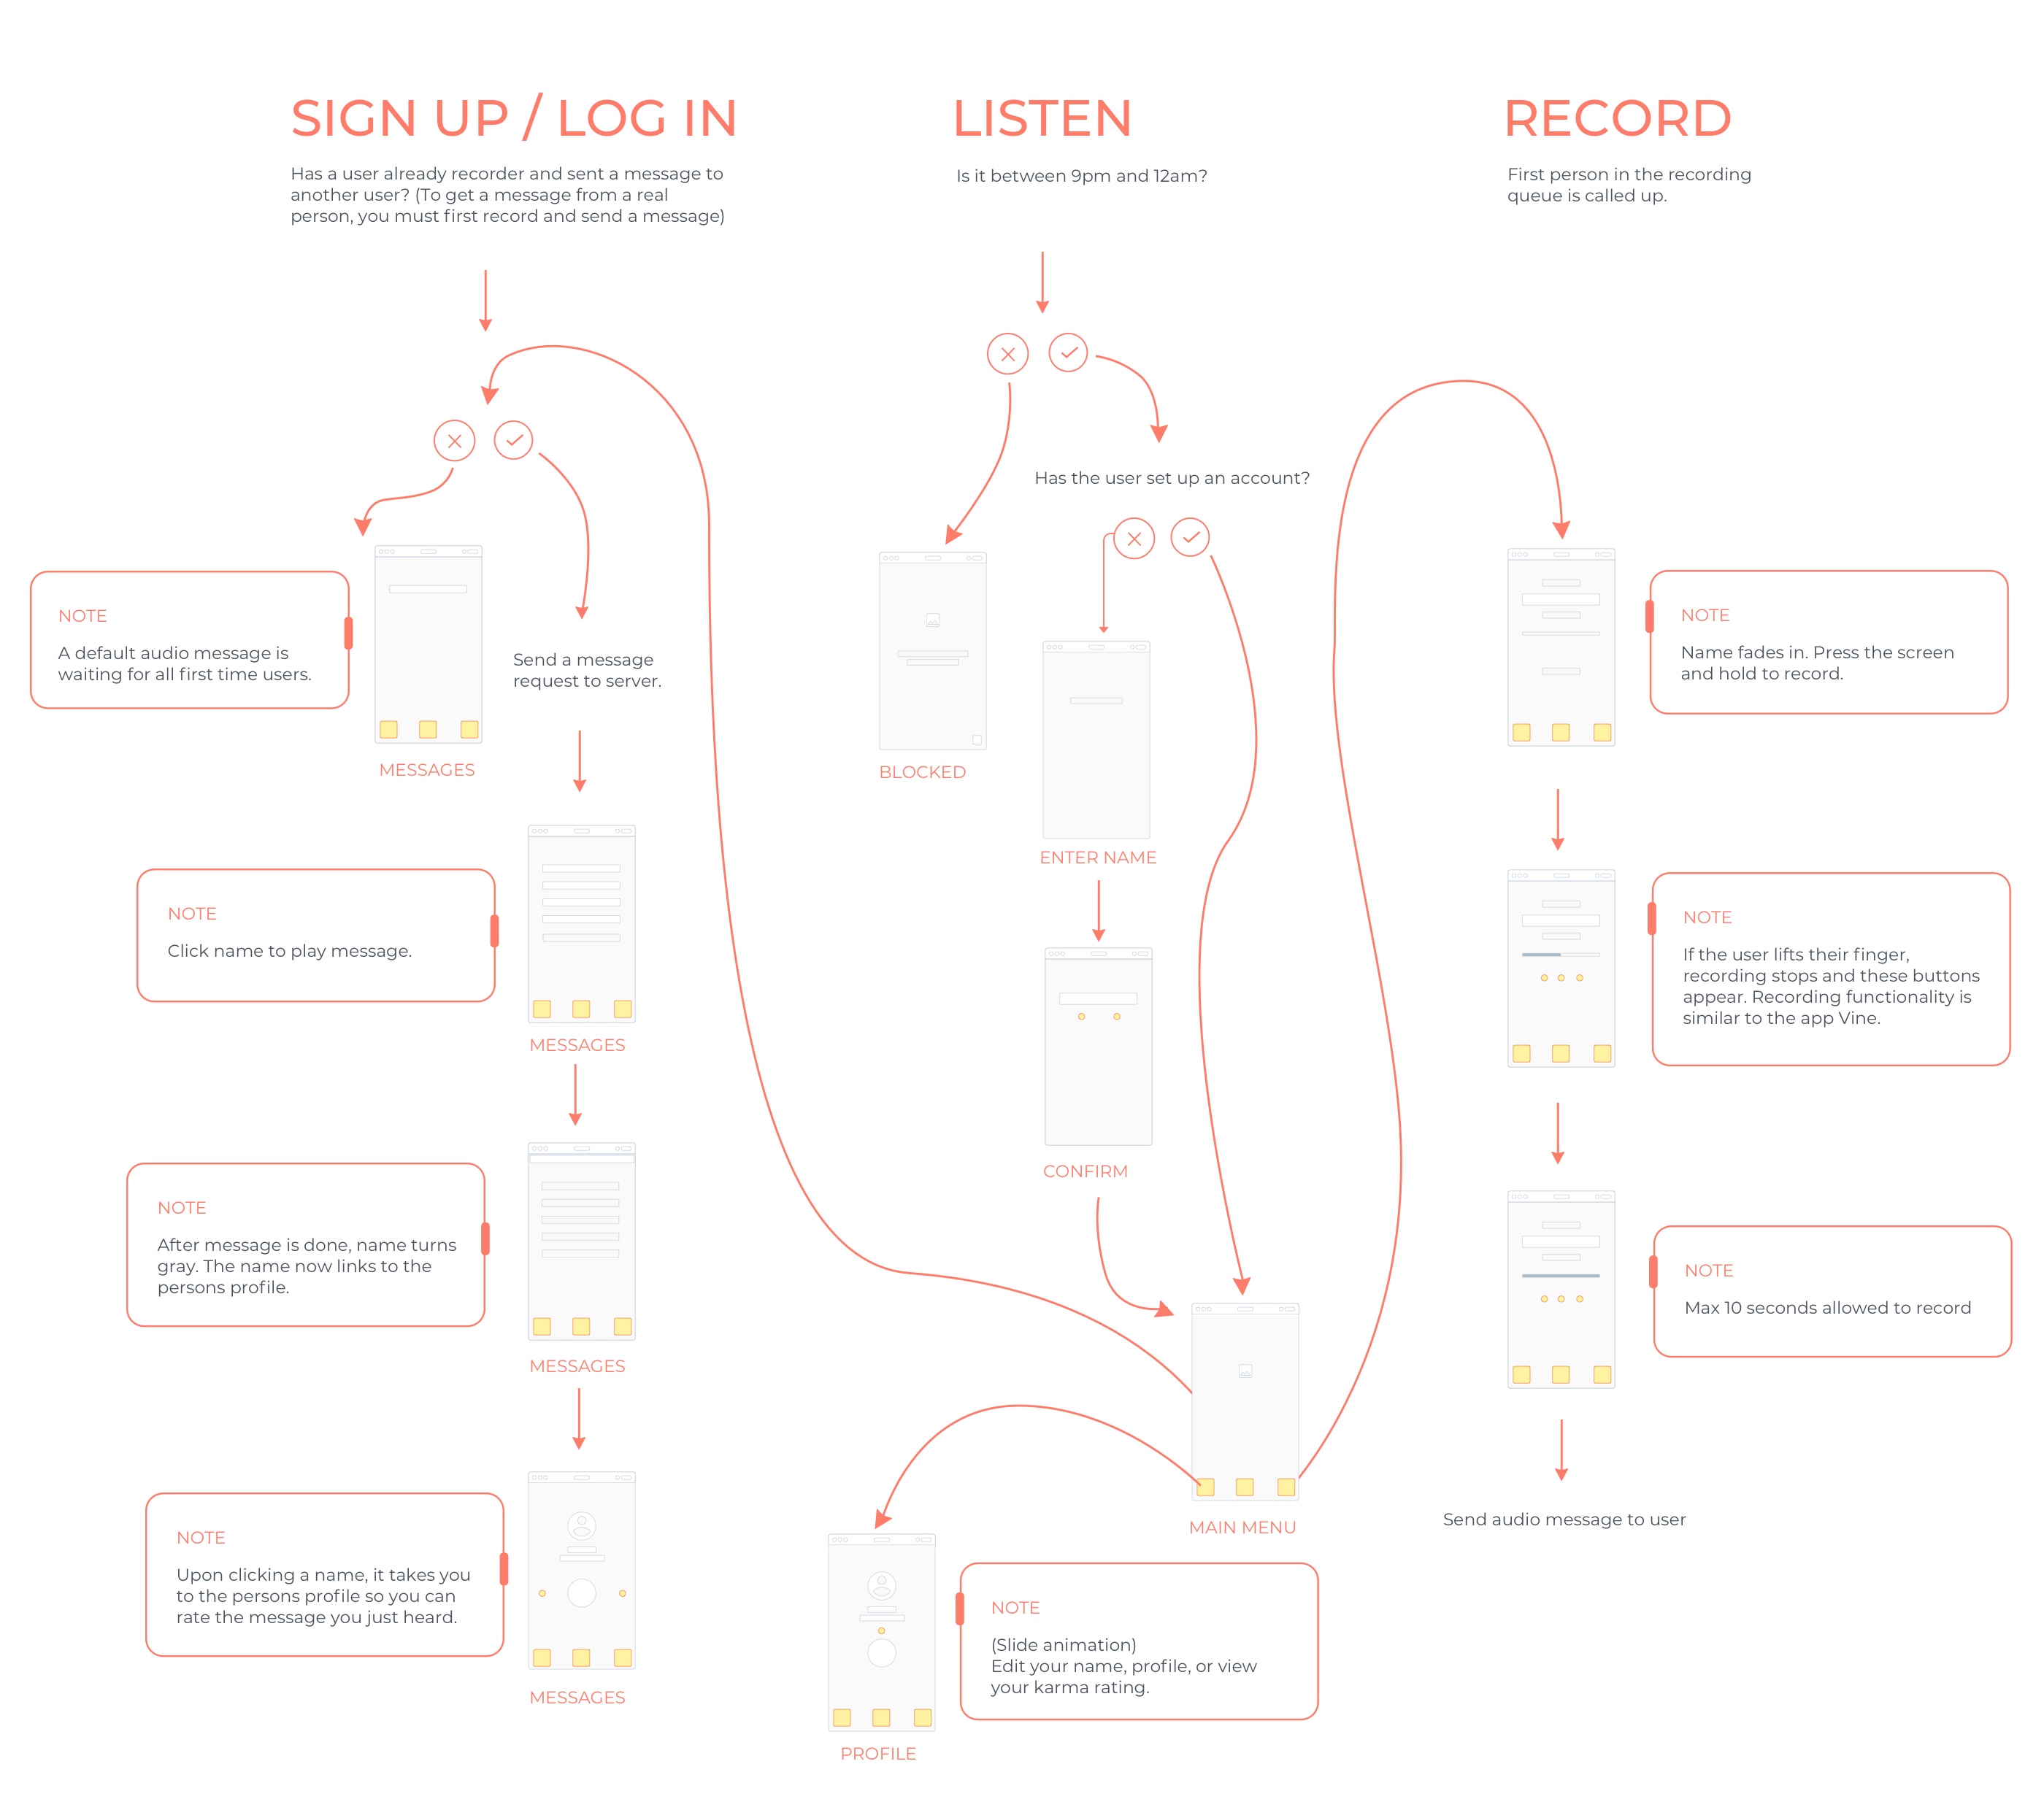 SIGN UP / LOG IN
Has a user already recorder and sent a message to
another user? (To get a message from a real
person, you must first record and send a message)
NOTE
A default audio message is
waiting for all first time users.
MESSAGES
Send a message
request to server.
NOTE
Click name to play message.
MESSAGES
NOTE
After message is done, name turns
gray. The name now links to the
persons profile.
MESSAGES
NOTE
Upon clicking a name, it takes you
to the persons profile so you can
rate the message you just heard.
MESSAGES
LISTEN
Is it between 9pm and 12am?
Has the user set up an account?
BLOCKED
ENTER NAME
CONFIRM
MAIN MENU
NOTE
(Slide animation)
Edit your name, profile, or view
your karma rating.
PROFILE
RECORD
First person in the recording
queue is called up.
NOTE
Name fades in. Press the screen
and hold to record.
NOTE
If the user lifts their finger,
recording stops and these buttons
appear. Recording functionality is
similar to the app Vine.
NOTE
Max 10 seconds allowed to record
Send audio message to user